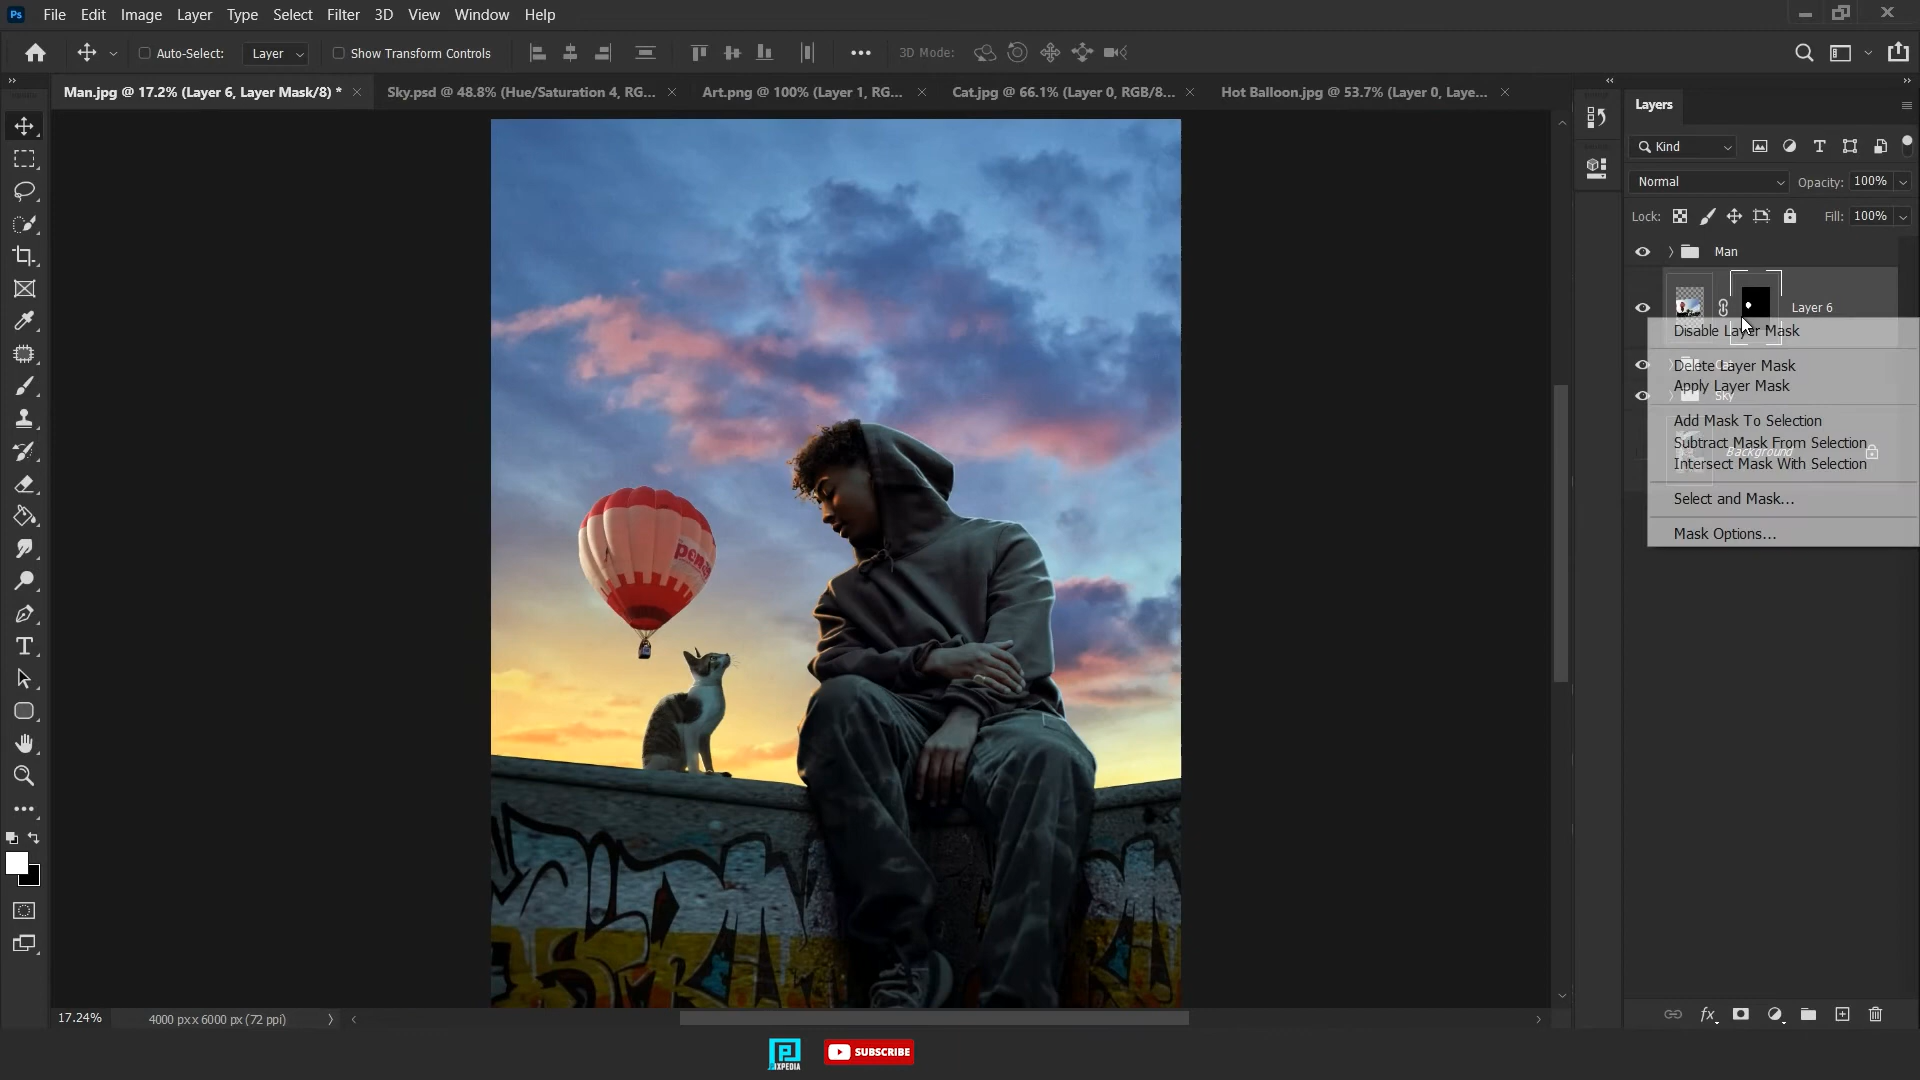 Ps File Edit Image Layer Type Select Filter 3D View Window Help
Auto-Select: Layer Show Transform Controls 3D Mode:
Man.jpg @ 17.2% (Layer 6, Layer Mask/8) * Sky.psd @ 48.8% (Hue/Saturation 4, RG... Art.png @ 100% (Layer 1, RG... Cat.jpg @ 66.1% (Layer 0, RGB/8... Hot Balloon.jpg @ 53.7% (Layer 0, Laye...
Layers
Kind
Normal Opacity: 100%
Lock: Fill: 100%
Man
Layer 6
Disable Layer Mask
Delete Layer Mask
Apply Layer Mask
Sky
Add Mask To Selection
Subtract Mask From Selection
Background
Intersect Mask With Selection
Select and Mask...
Mask Options...
17.24% 4000 px x 6000 px (72 ppi)
PIXPEDIA
SUBSCRIBE